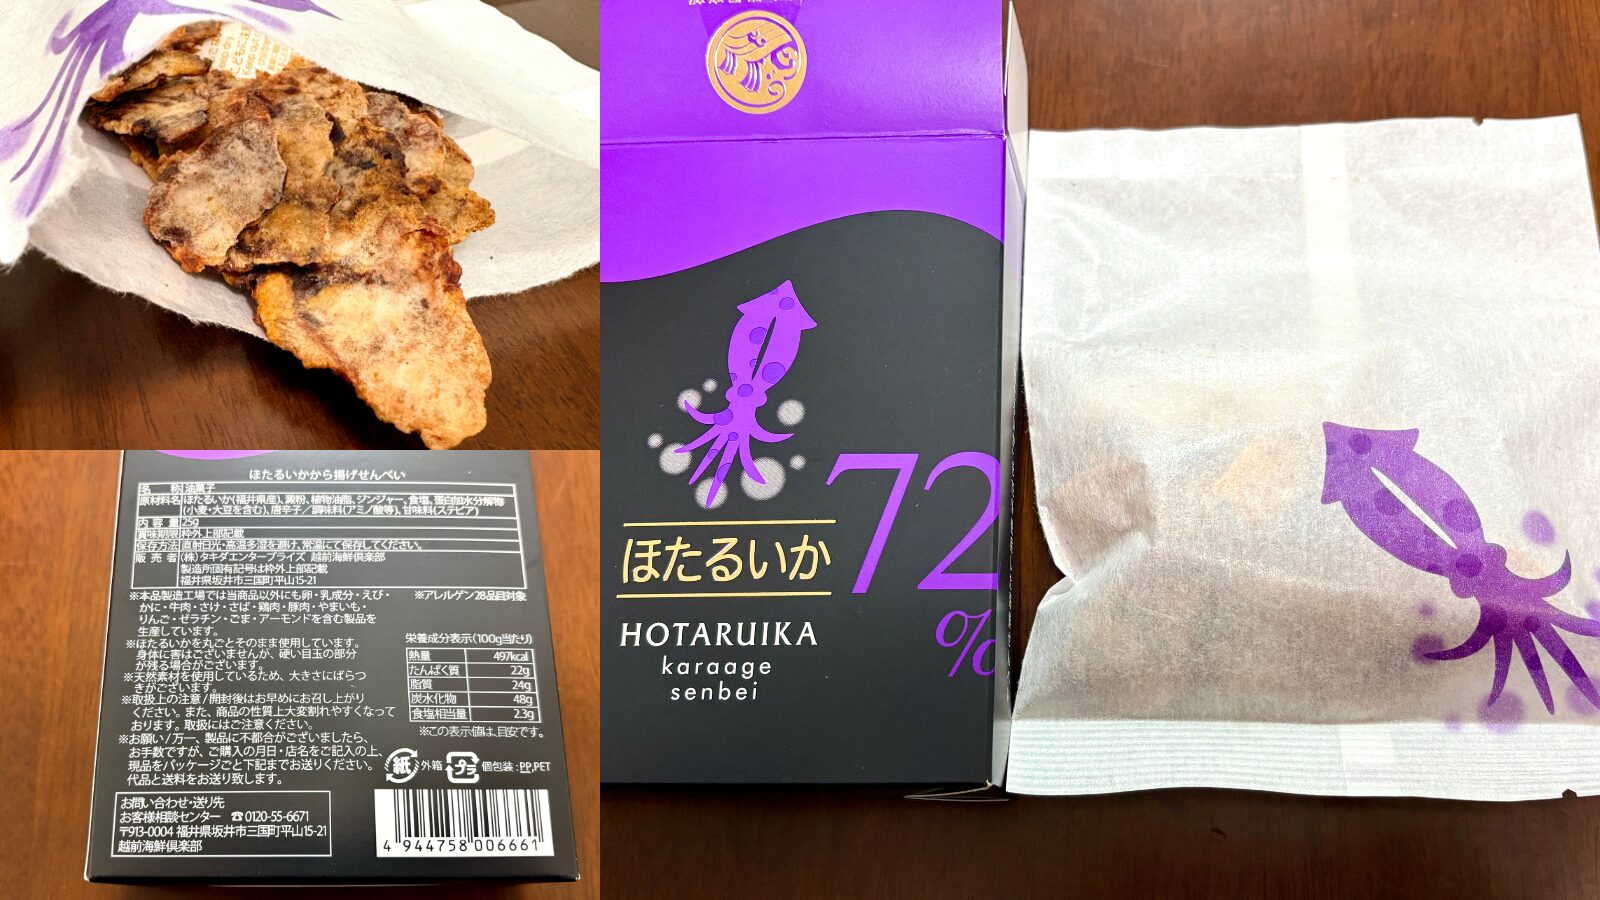 ほたるいかから揚げせんべい
名　　称 油菓子
原材料名 ほたるいか(福井県産)、澱粉、植物油脂、ジンジャー、食塩、蛋白加水分解物
(小麦・大豆を含む)、唐辛子／調味料(アミノ酸等)、甘味料(ステビア)
内 容 量 25g
賞味期限 枠外上部記載
保存方法 直射日光・高温多湿を避け、常温にて保存してください。
販 売 者 (株)タキダエンタープライズ 越前海鮮倶楽部
製造所固有記号は枠外上部記載
福井県坂井市三国町平山15-21
※本品製造工場では当商品以外にも卵・乳成分・えび・
かに・牛肉・さけ・さば・鶏肉・豚肉・やまいも・
りんご・ゼラチン・ごま・アーモンドを含む製品を
生産しています。
※アレルゲン28品目対象
※ほたるいかを丸ごとそのまま使用しています。
身体に害はございませんが、硬い目玉の部分
が残る場合がございます。
※天然素材を使用しているため、大きさにばらつ
きがございます。
※取扱上の注意/開封後はお早めにお召し上がり
ください。また、商品の性質上大変割れやすくなって
おります。取扱にはご注意ください。
※お願い/万一、製品に不都合がございましたら、
お手数ですが、ご購入の月日・店名をご記入の上、
現品をパッケージごと下記までお送りください。
代品と送料をお送り致します。
栄養成分表示(100g当たり)
熱量 497kcal
たんぱく質 22g
脂質 24g
炭水化物 48g
食塩相当量 2.3g
※この表示値は、目安です。
紙 外箱 プラ 個包装:PP,PET
お問い合わせ・送り先
お客様相談センター ☎0120-55-6671
〒913-0004 福井県坂井市三国町平山15-21
越前海鮮倶楽部
4 944758 006661
72
%
ほたるいか
HOTARUIKA
karaage
senbei